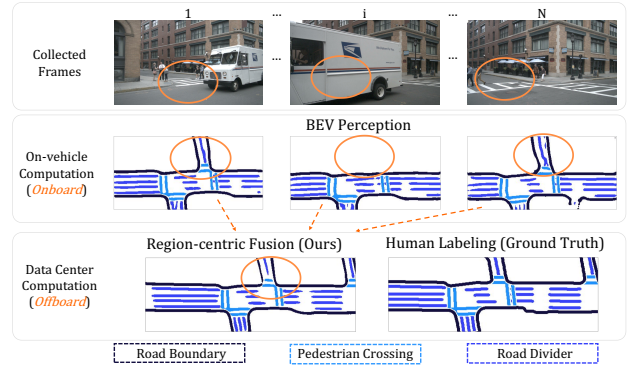 1 ... i ... N
Collected
Frames
... ...
BEV Perception
On-vehicle
Computation
(Onboard)
Region-centric Fusion (Ours) Human Labeling (Ground Truth)
Data Center
Computation
(Offboard)
Road Boundary Pedestrian Crossing Road Divider